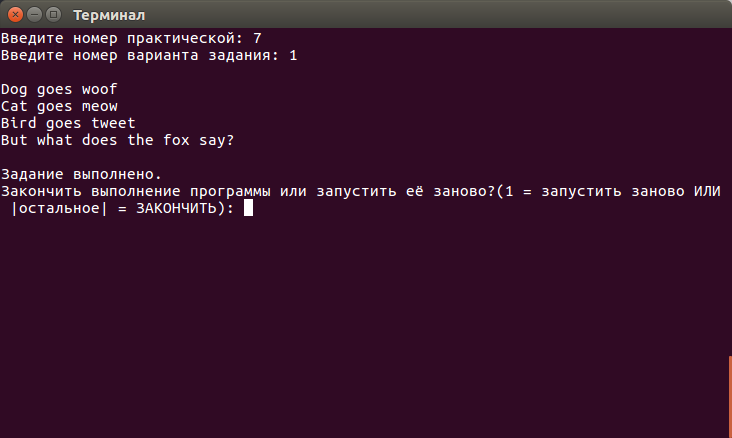 Терминал
Введите номер практической: 7
Введите номер варианта задания: 1
Dog goes woof
Cat goes meow
Bird goes tweet
But what does the fox say?
Задание выполнено.
Закончить выполнение программы или запустить её заново?(1 = запустить заново ИЛИ
|остальное| = ЗАКОНЧИТЬ):